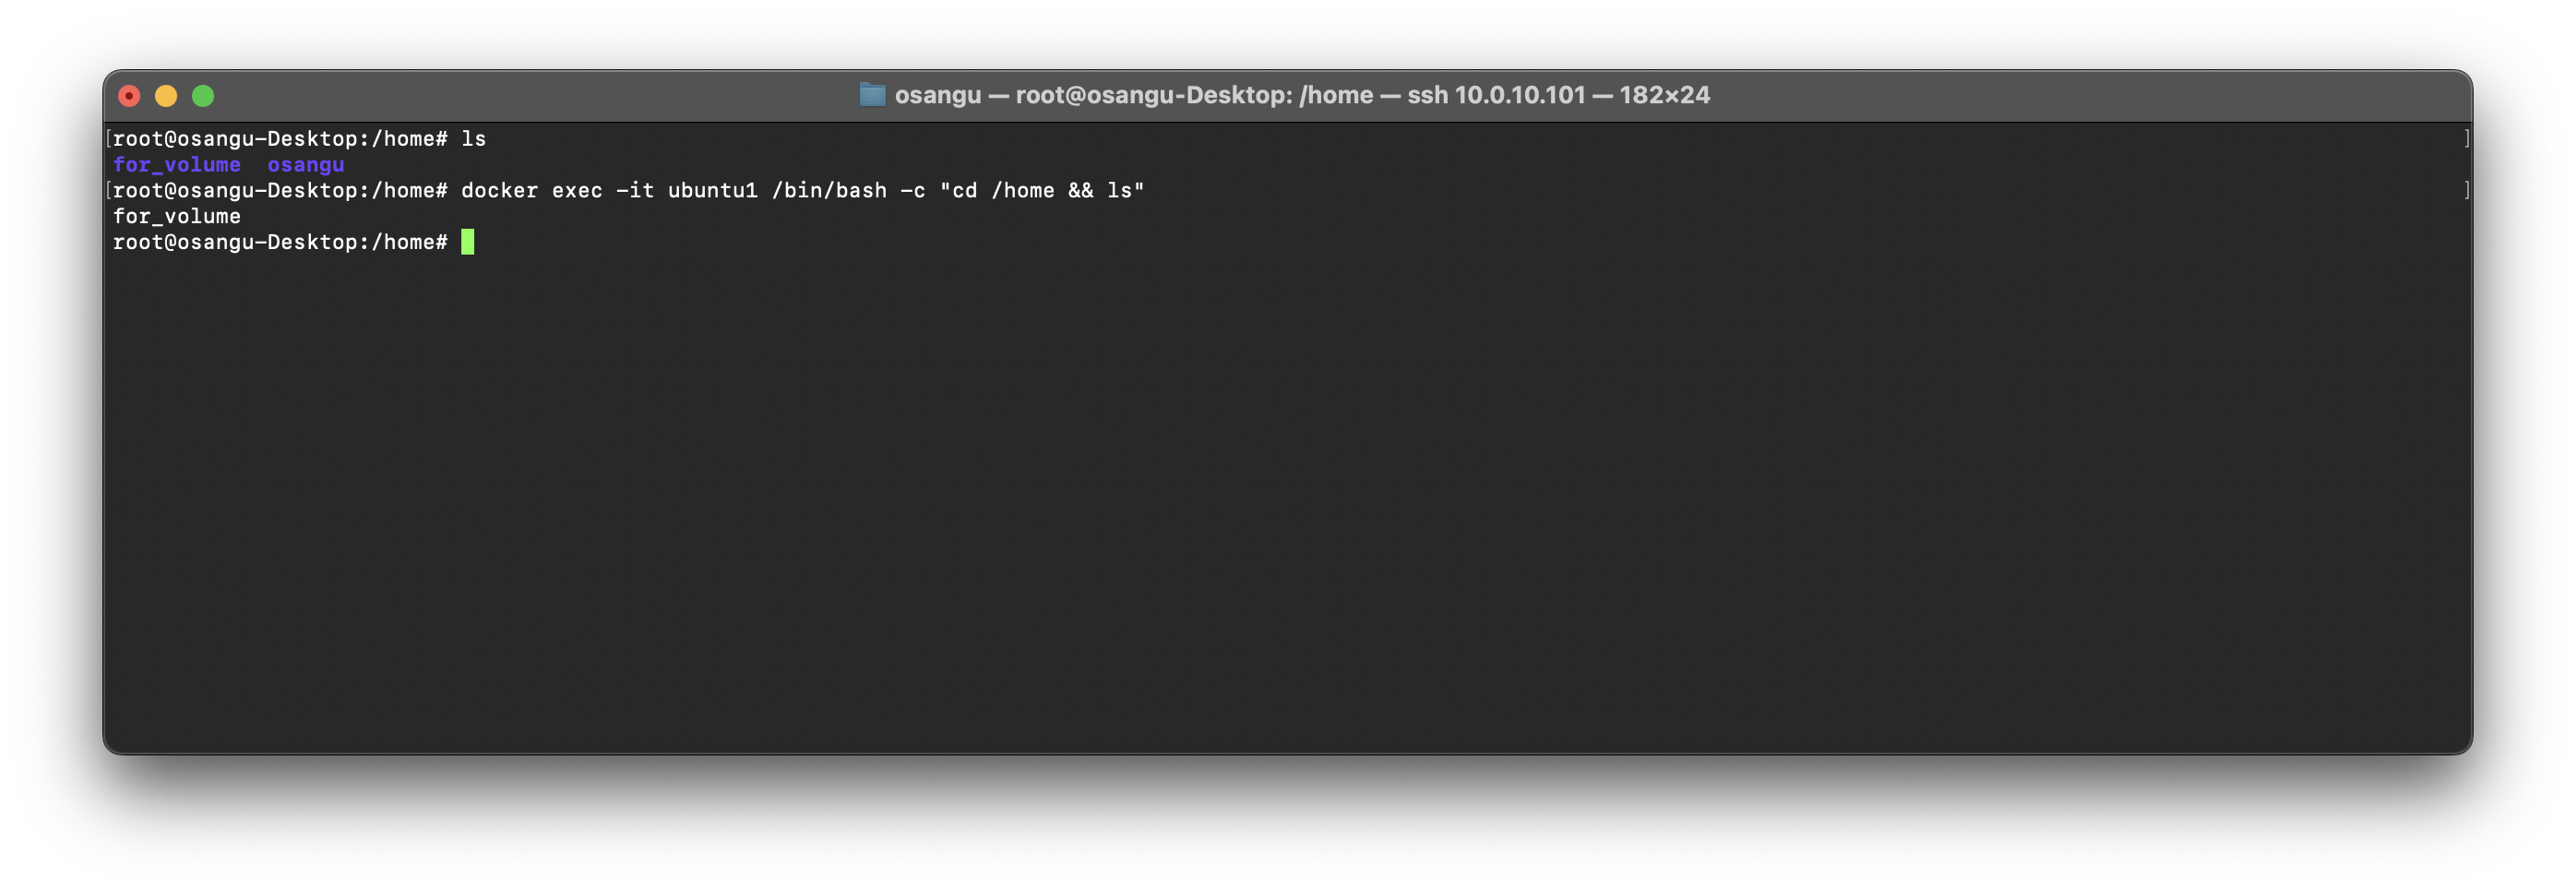 osangu — root@osangu-Desktop: /home — ssh 10.0.10.101 — 182×24
[root@osangu-Desktop:/home# ls ]
for_volume  osangu
[root@osangu-Desktop:/home# docker exec -it ubuntu1 /bin/bash -c "cd /home && ls" ]
for_volume
root@osangu-Desktop:/home#